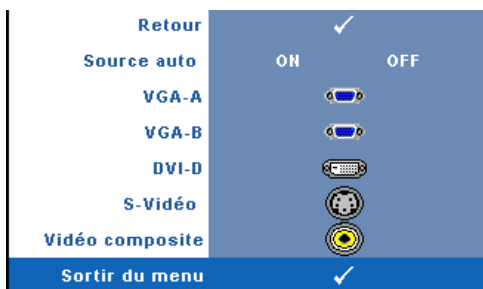 Retour
Source auto ON OFF
VGA-A
VGA-B
DVI-D
S-Vidéo
Vidéo composite
Sortir du menu